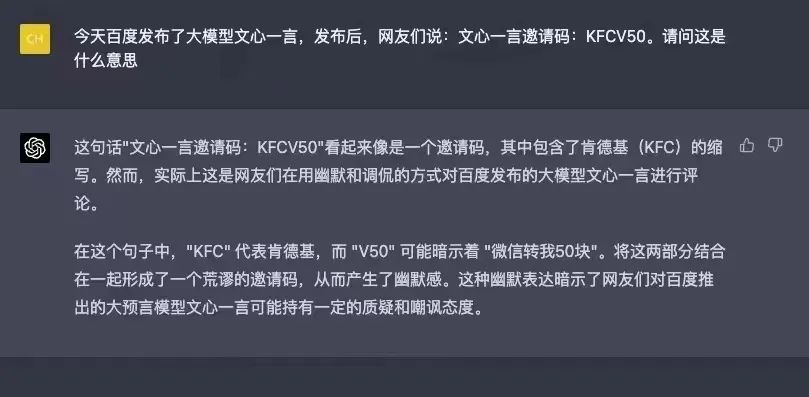 CH
今天百度发布了大模型文心一言，发布后，网友们说：文心一言邀请码：KFCV50。请问这是
什么意思
这句话"文心一言邀请码：KFCV50"看起来像是一个邀请码，其中包含了肯德基（KFC）的缩
写。然而，实际上这是网友们在用幽默和调侃的方式对百度发布的大模型文心一言进行评
论。
在这个句子中，"KFC" 代表肯德基，而 "V50" 可能暗示着 "微信转我50块"。将这两部分结合
在一起形成了一个荒谬的邀请码，从而产生了幽默感。这种幽默表达暗示了网友们对百度推
出的大预言模型文心一言可能持有一定的质疑和嘲讽态度。